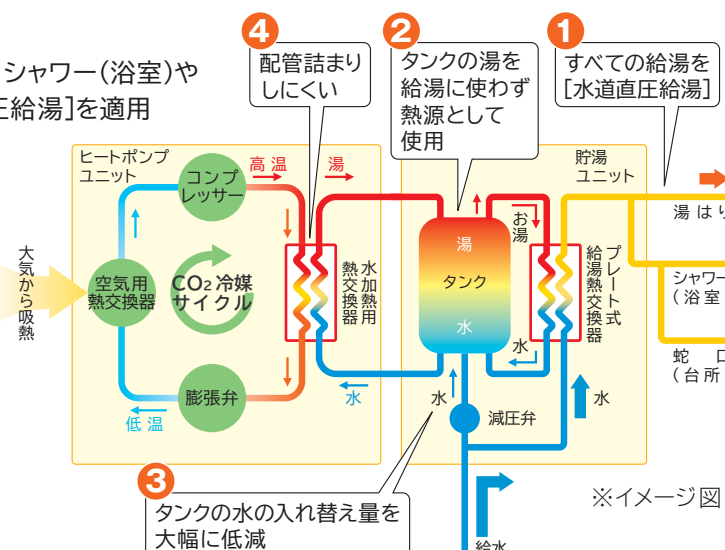 シャワー(浴室)や
圧給湯]を適用
4
配管詰まり
しにくい
2
タンクの湯を
給湯に使わず
熱源として
使用
1
すべての給湯を
[水道直圧給湯]
ヒートポンプ
ユニット
コンプ
レッサー
高温
湯
貯湯
ユニット
湯はり
大気から吸熱
空気用
熱交換器
CO2冷媒
サイクル
水加熱用
熱交換器
湯
タンク
水
お湯
プレート式
給湯熱交換器
シャワー
(浴室
蛇口
(台所
膨張弁
低温
水
水
水
減圧弁
水
3
タンクの水の入れ替え量を
大幅に低減
給水
※イメージ図